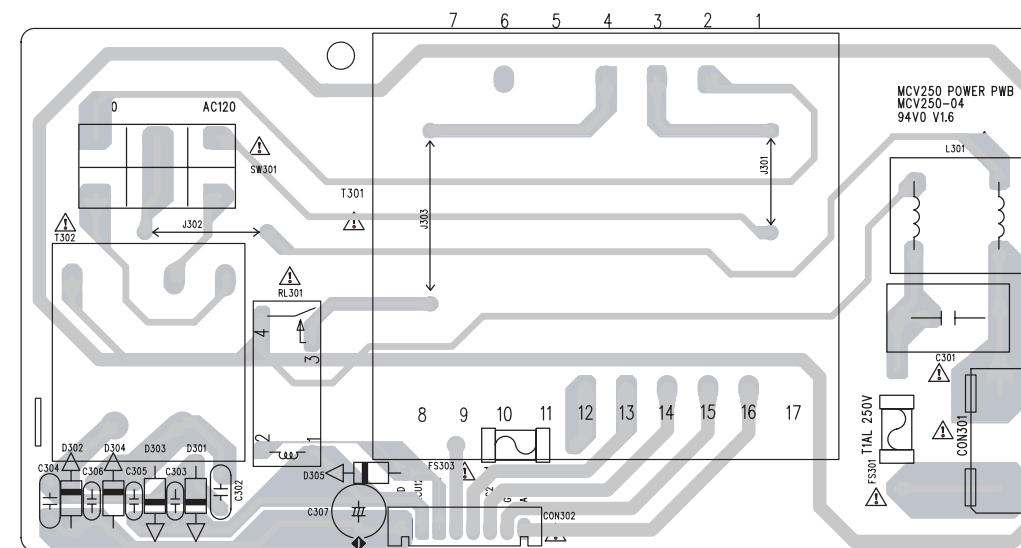 7 6 5 4 3 2 1
MCV250 POWER PWB
MCV250-04
94V0 V1.6
0 AC120
SW301
L301
T301
J301
J303
J302
T302
RL301
4
3
2
1
C301
8 9 10 11 12 13 14 15 16 17
T1AL 250V
FS301
CON301
D302 D304 D303 D301
C304 C306 C305 C303 C302
D305
FS303
C307
CON302